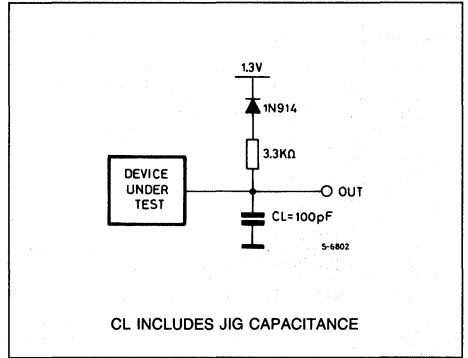 1.3V
1N914
3.3KΩ
DEVICE
UNDER
TEST
OUT
CL=100pF
S-6802
CL INCLUDES JIG CAPACITANCE